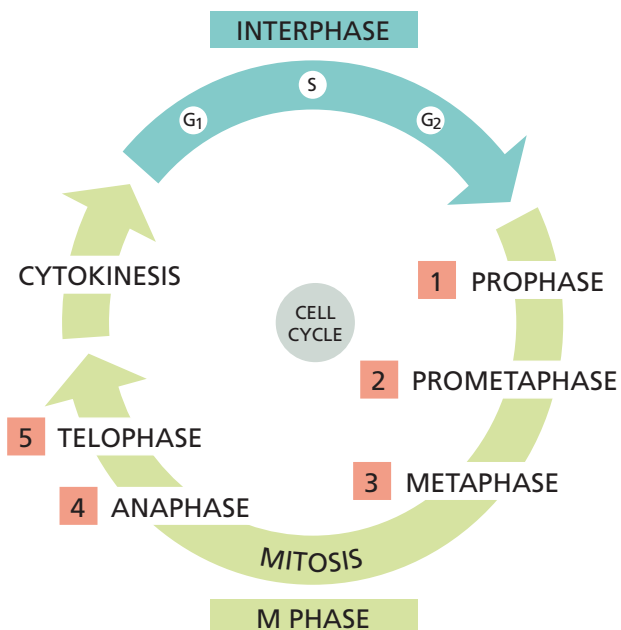 INTERPHASE
S
G1
G2
CYTOKINESIS
1 PROPHASE
CELL
CYCLE
2 PROMETAPHASE
5 TELOPHASE
3 METAPHASE
4 ANAPHASE
MITOSIS
M PHASE